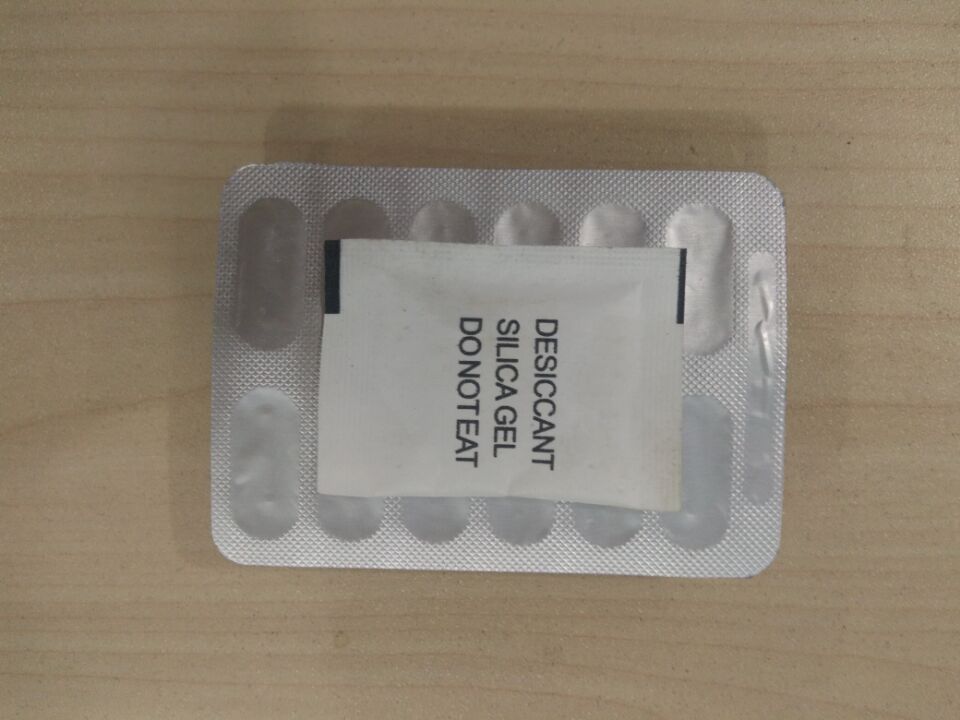 DESICCANT
SILICA GEL
DO NOT EAT